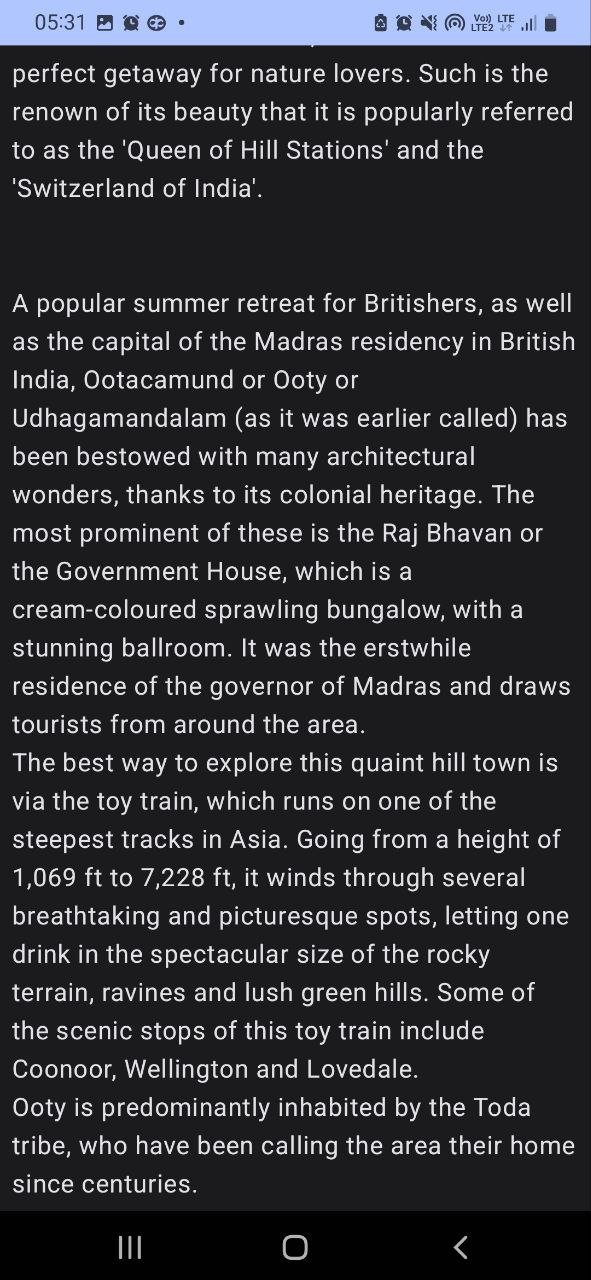 05:31
Vo)) LTE
LTE2
perfect getaway for nature lovers. Such is the
renown of its beauty that it is popularly referred
to as the 'Queen of Hill Stations' and the
'Switzerland of India'.
A popular summer retreat for Britishers, as well
as the capital of the Madras residency in British
India, Ootacamund or Ooty or
Udhagamandalam (as it was earlier called) has
been bestowed with many architectural
wonders, thanks to its colonial heritage. The
most prominent of these is the Raj Bhavan or
the Government House, which is a
cream-coloured sprawling bungalow, with a
stunning ballroom. It was the erstwhile
residence of the governor of Madras and draws
tourists from around the area.
The best way to explore this quaint hill town is
via the toy train, which runs on one of the
steepest tracks in Asia. Going from a height of
1,069 ft to 7,228 ft, it winds through several
breathtaking and picturesque spots, letting one
drink in the spectacular size of the rocky
terrain, ravines and lush green hills. Some of
the scenic stops of this toy train include
Coonoor, Wellington and Lovedale.
Ooty is predominantly inhabited by the Toda
tribe, who have been calling the area their home
since centuries.